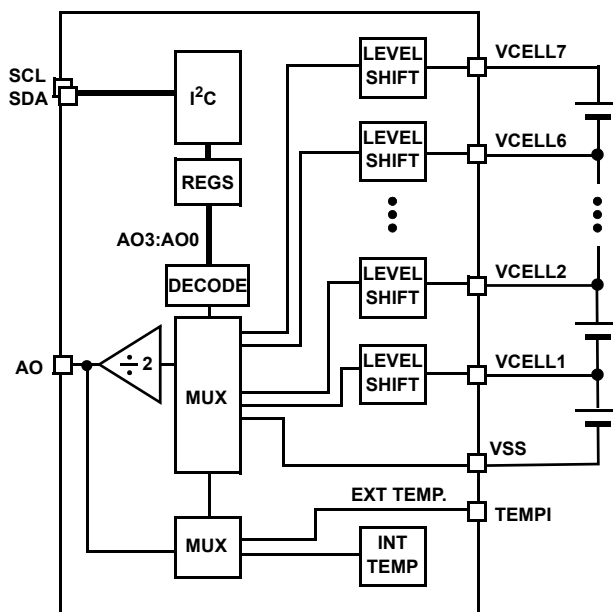 SCL
SDA
I²C
LEVEL
SHIFT
VCELL7
LEVEL
SHIFT
VCELL6
REGS
AO3:AO0
DECODE
LEVEL
SHIFT
VCELL2
AO
÷ 2
MUX
LEVEL
SHIFT
VCELL1
VSS
EXT TEMP.
TEMPI
MUX
INT
TEMP